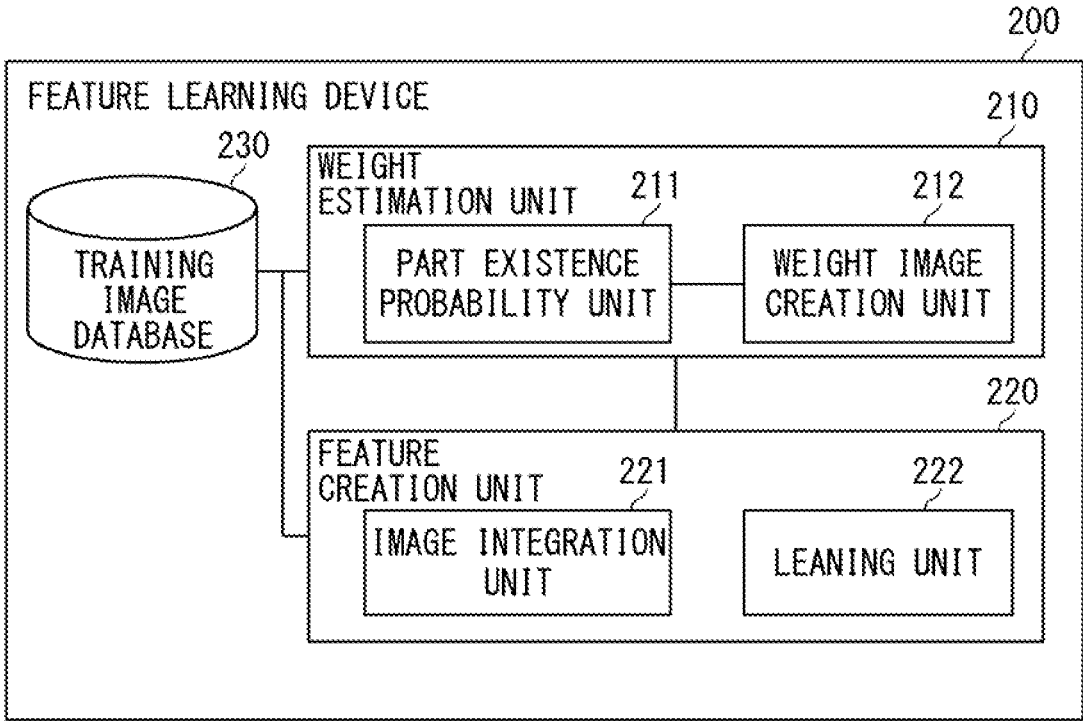 200
FEATURE LEARNING DEVICE
210
230
WEIGHT
ESTIMATION UNIT
211
212
TRAINING
IMAGE
DATABASE
PART EXISTENCE
PROBABILITY UNIT
WEIGHT IMAGE
CREATION UNIT
220
FEATURE
CREATION UNIT
221
222
IMAGE INTEGRATION
UNIT
LEANING UNIT